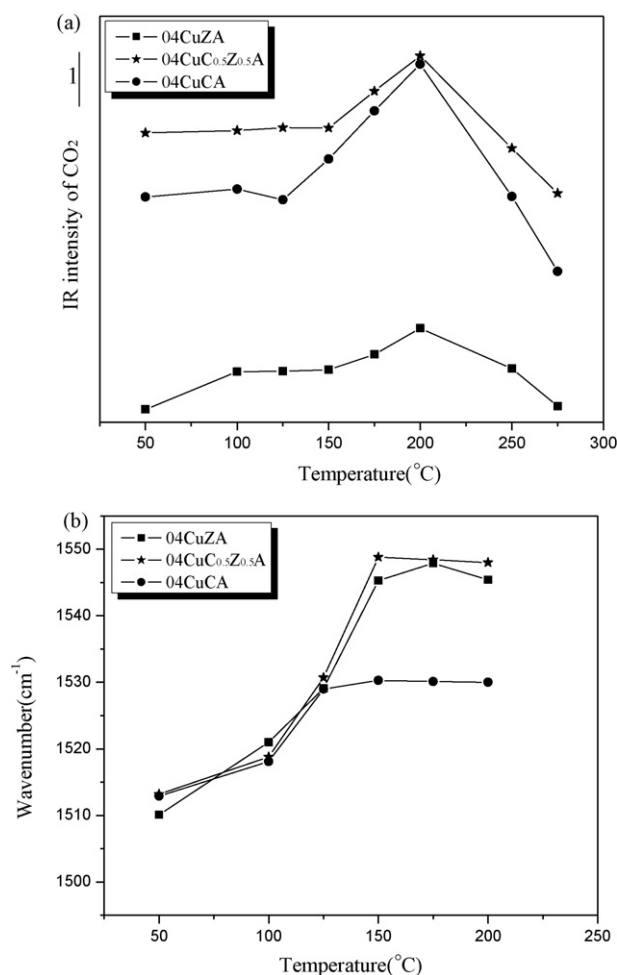 (a)
04CuZA
04CuC0.5Z0.5A
04CuCA
1
IR intensity of CO2
50 100 150 200 250 300
Temperature(°C)
(b)
04CuZA
04CuC0.5Z0.5A
04CuCA
1550
1540
1530
1520
1510
1500
Wavenumber(cm-1)
50 100 150 200 250
Temperature(°C)